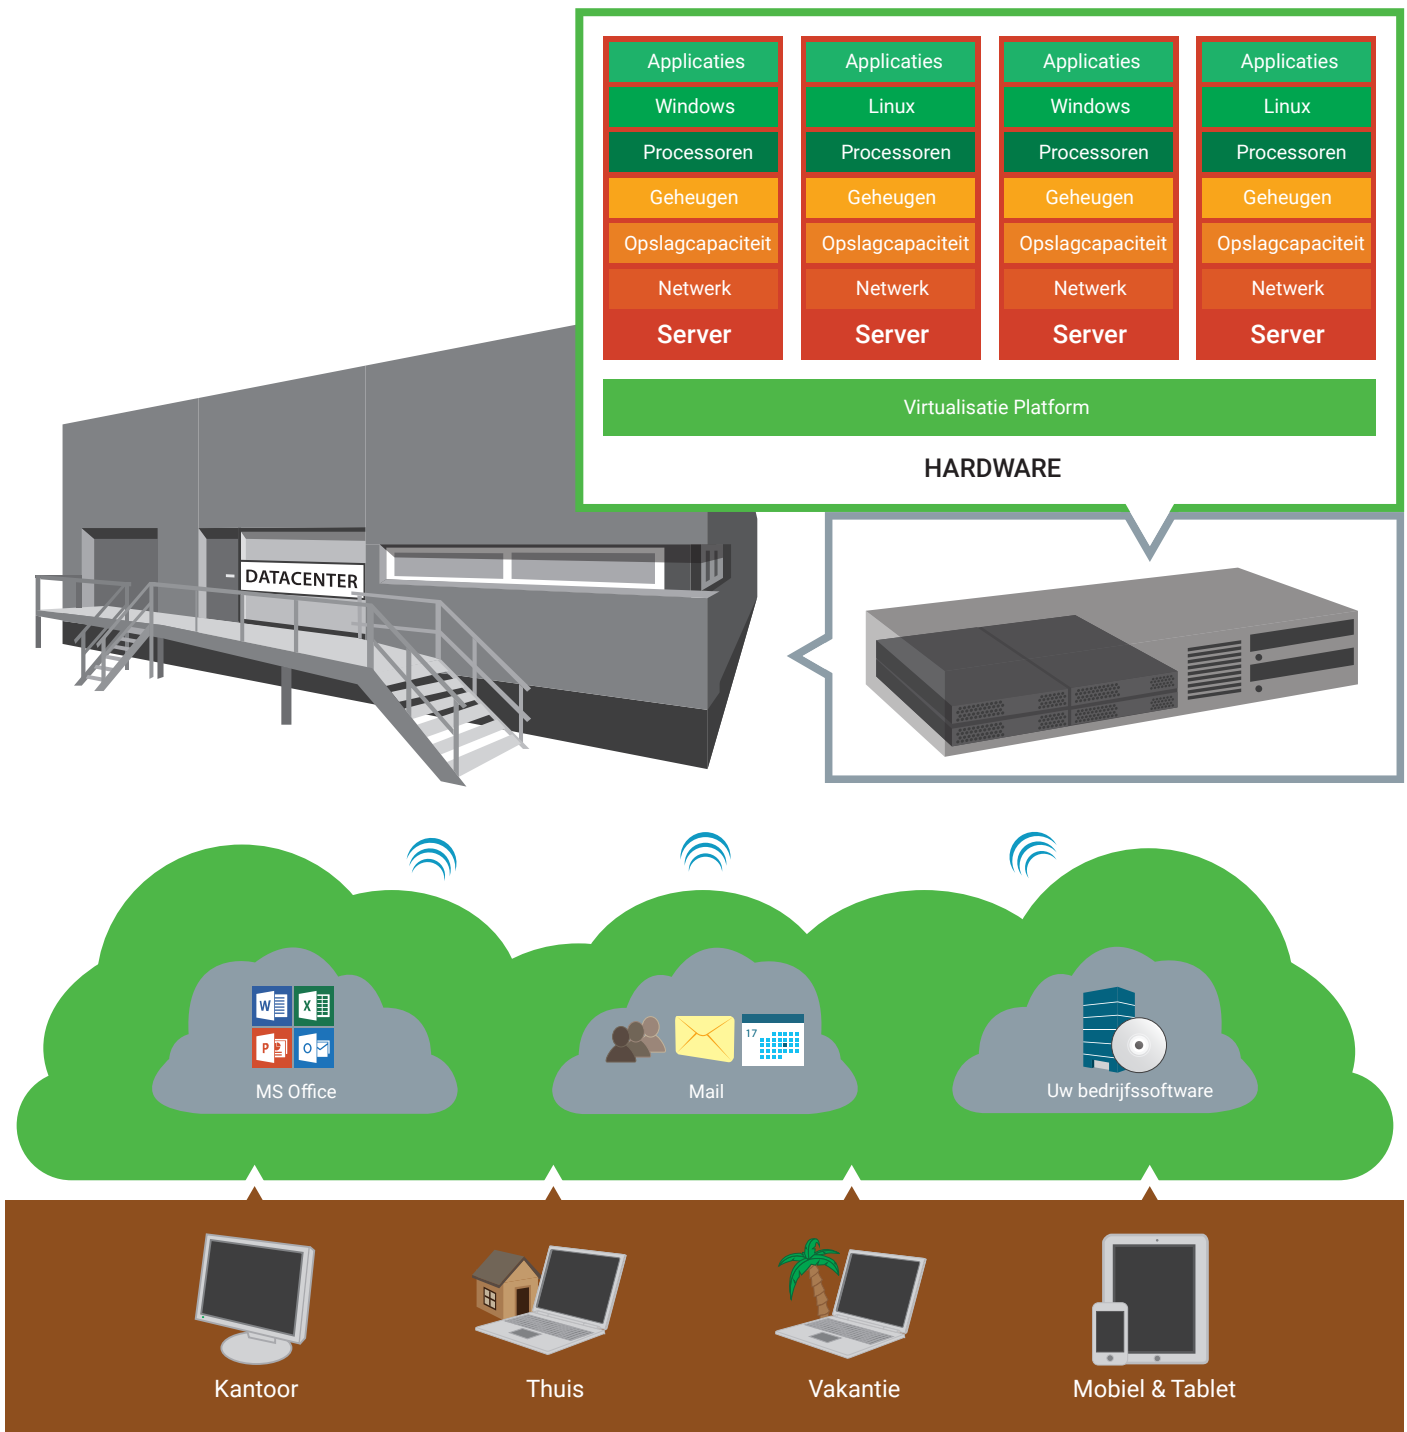 Applicaties
Windows
Processoren
Geheugen
Opslagcapaciteit
Netwerk
Server
Applicaties
Linux
Processoren
Geheugen
Opslagcapaciteit
Netwerk
Server
Applicaties
Windows
Processoren
Geheugen
Opslagcapaciteit
Netwerk
Server
Applicaties
Linux
Processoren
Geheugen
Opslagcapaciteit
Netwerk
Server
Virtualisatie Platform
HARDWARE
DATACENTER
W
X
P
O
MS Office
17
Mail
Uw bedrijfssoftware
Kantoor
Thuis
Vakantie
Mobiel & Tablet